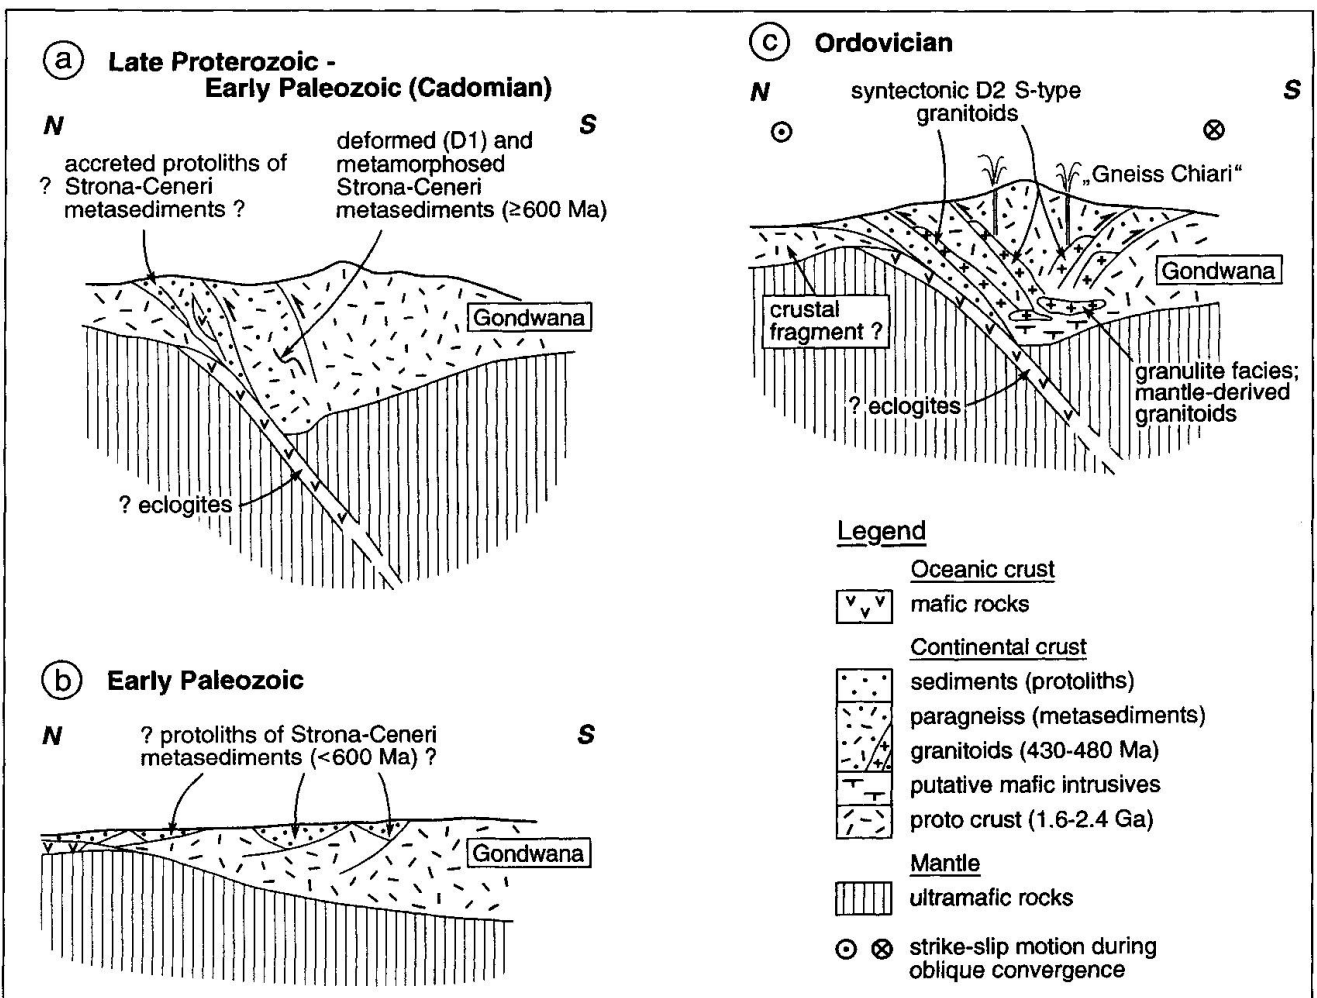 a Late Proterozoic -
Early Paleozoic (Cadomian)
N
S
accreted protoliths of
? Strona-Ceneri
metasediments ?
deformed (D1) and
metamorphosed
Strona-Ceneri
metasediments (≥600 Ma)
Gondwana
? eclogites
b Early Paleozoic
N
S
? protoliths of Strona-Ceneri
metasediments (<600 Ma) ?
Gondwana
c Ordovician
N
S
syntectonic D2 S-type
granitoids
„Gneiss Chiari“
Gondwana
crustal
fragment ?
? eclogites
granulite facies;
mantle-derived
granitoids
Legend
Oceanic crust
mafic rocks
Continental crust
sediments (protoliths)
paragneiss (metasediments)
granitoids (430-480 Ma)
putative mafic intrusives
proto crust (1.6-2.4 Ga)
Mantle
ultramafic rocks
strike-slip motion during
oblique convergence